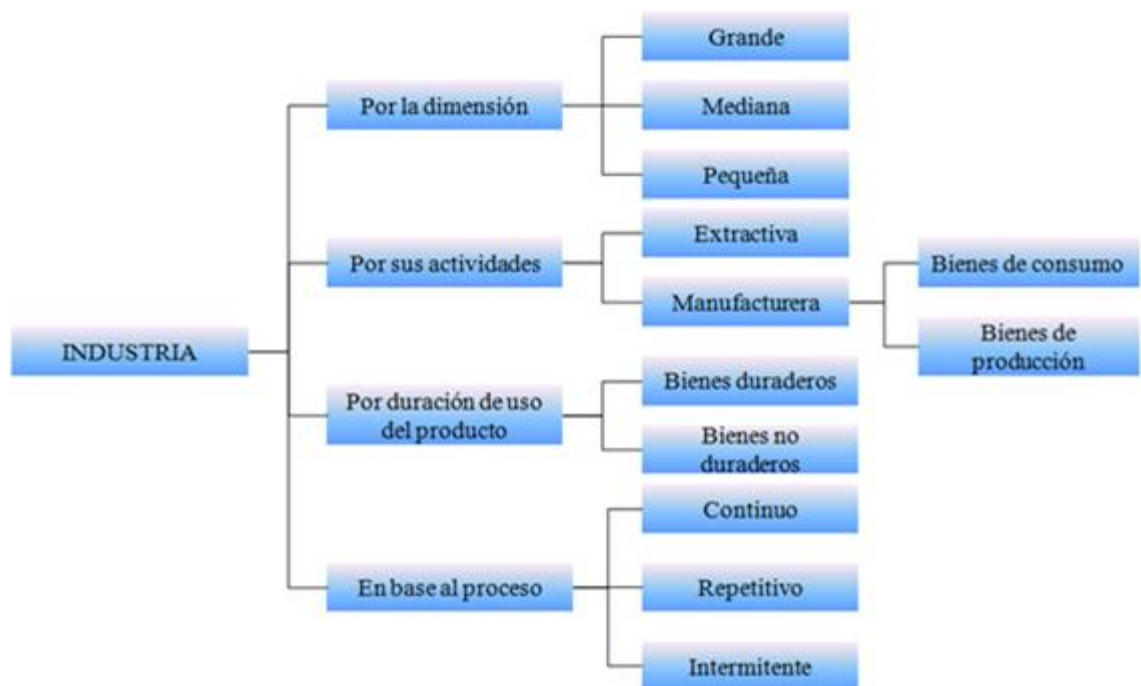 INDUSTRIA
Por la dimensión
Grande
Mediana
Pequeña
Por sus actividades
Extractiva
Manufacturera
Bienes de consumo
Bienes de
producción
Por duración de uso
del producto
Bienes duraderos
Bienes no
duraderos
En base al proceso
Continuo
Repetitivo
Intermitente